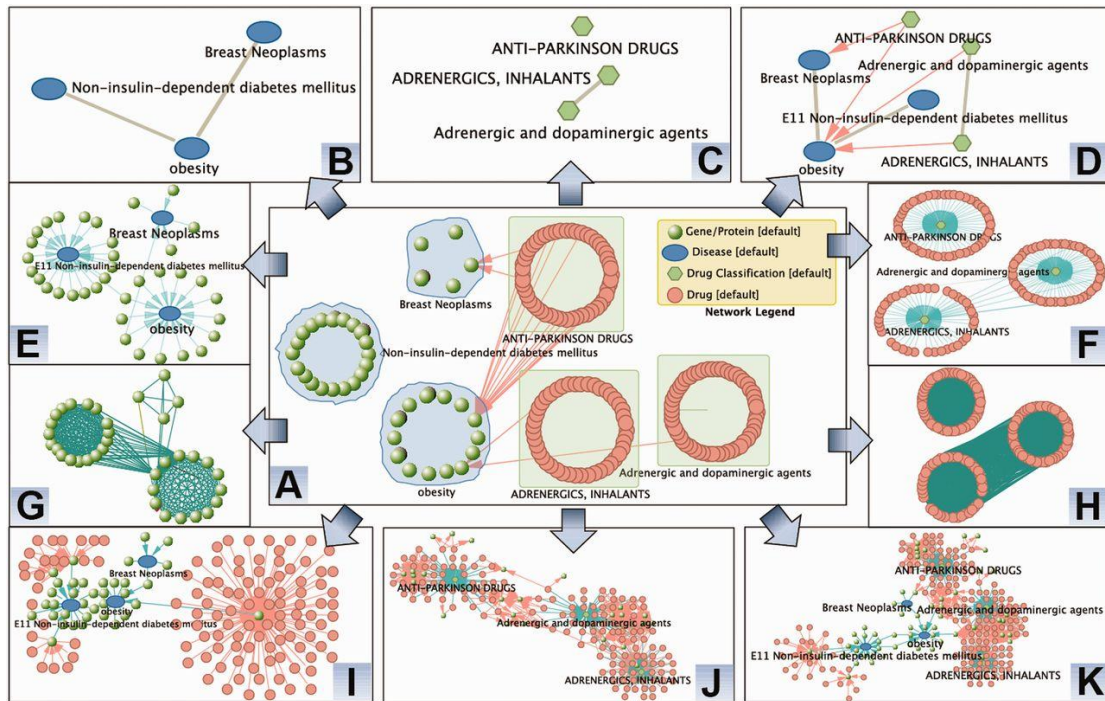 Breast Neoplasms
Non-insulin-dependent diabetes mellitus
obesity
B
ANTI-PARKINSON DRUGS
ADRENERGICS, INHALANTS
Adrenergic and dopaminergic agents
C
ANTI-PARKINSON DRUGS
Adrenergic and dopaminergic agents
Breast Neoplasms
E11 Non-insulin-dependent diabetes mellitus
obesity
ADRENERGICS, INHALANTS
D
Breast Neoplasms
E11 Non-insulin-dependent diabetes mellitus
obesity
E
Gene/Protein [default]
Disease [default]
Drug Classification [default]
Drug [default]
Network Legend
Breast Neoplasms
ANTI-PARKINSON DRUGS
Non-insulin-dependent diabetes mellitus
obesity
ADRENERGICS, INHALANTS
Adrenergic and dopaminergic agents
A
ANTI-PARKINSON DRUGS
Adrenergic and dopaminergic agents
ADRENERGICS, INHALANTS
F
G
H
Breast Neoplasms
obesity
E11 Non-insulin-dependent diabetes mellitus
I
ANTI-PARKINSON DRUGS
Adrenergic and dopaminergic agents
ADRENERGICS, INHALANTS
J
ANTI-PARKINSON DRUGS
Breast Neoplasms
Adrenergic and dopaminergic agents
obesity
E11 Non-insulin-dependent diabetes mellitus
ADRENERGICS, INHALANTS
K